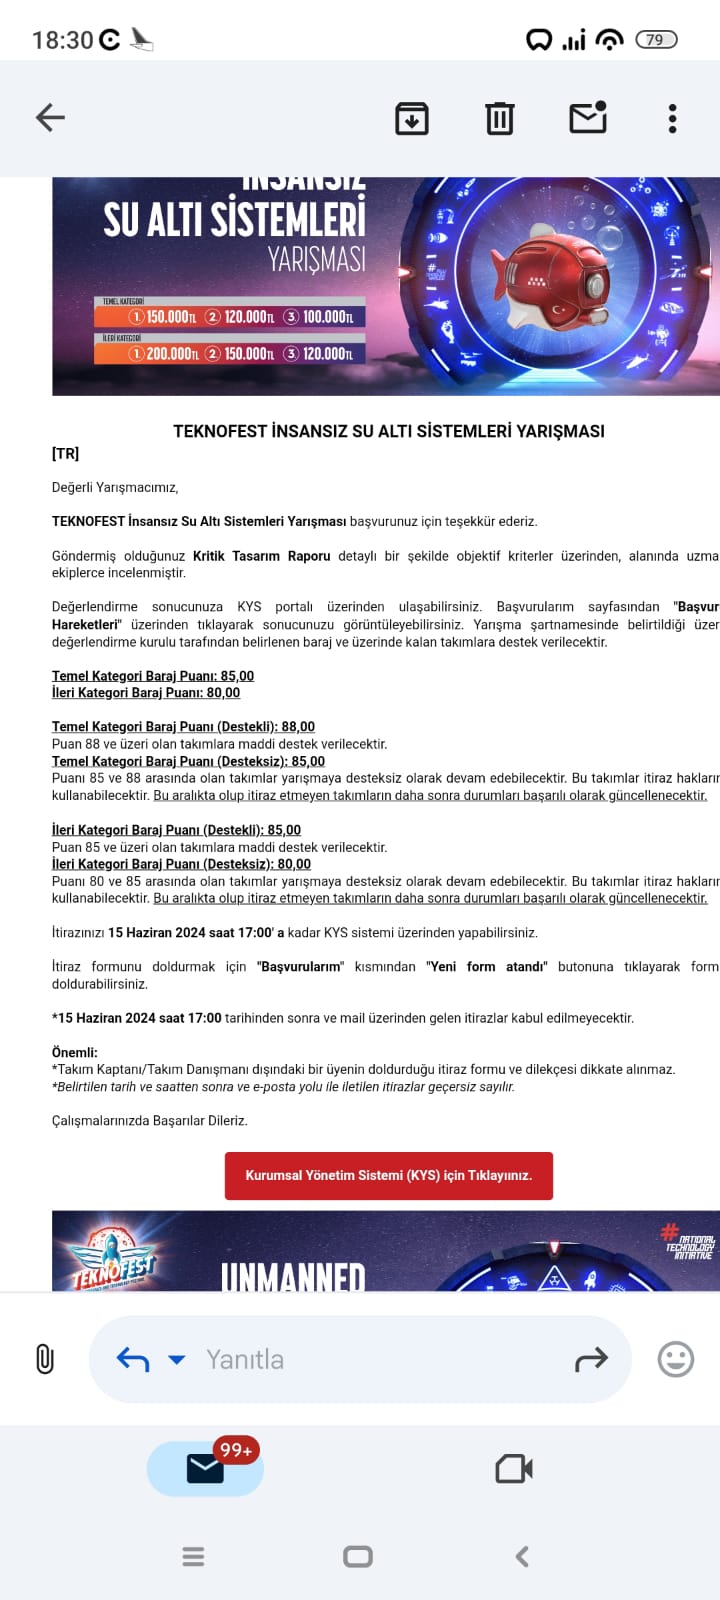 18:30
79
İNSANSIZ
SU ALTI SİSTEMLERİ
YARIŞMASI
TEMEL KATEGORİ
1 150.000TL 2 120.000TL 3 100.000TL
İLERİ KATEGORİ
1 200.000TL 2 150.000TL 3 120.000TL
TEKNOFEST İNSANSIZ SU ALTI SİSTEMLERİ YARIŞMASI
[TR]
Değerli Yarışmacımız,
TEKNOFEST İnsansız Su Altı Sistemleri Yarışması başvurunuz için teşekkür ederiz.
Göndermiş olduğunuz Kritik Tasarım Raporu detaylı bir şekilde objektif kriterler üzerinden, alanında uzma
ekiplerce incelenmiştir.
Değerlendirme sonucunuza KYS portalı üzerinden ulaşabilirsiniz. Başvurularım sayfasından "Başvur
Hareketleri" üzerinden tıklayarak sonucunuzu görüntüleyebilirsiniz. Yarışma şartnamesinde belirtildiği üzer
değerlendirme kurulu tarafından belirlenen baraj ve üzerinde kalan takımlara destek verilecektir.
Temel Kategori Baraj Puanı: 85,00
İleri Kategori Baraj Puanı: 80,00
Temel Kategori Baraj Puanı (Destekli): 88,00
Puan 88 ve üzeri olan takımlara maddi destek verilecektir.
Temel Kategori Baraj Puanı (Desteksiz): 85,00
Puanı 85 ve 88 arasında olan takımlar yarışmaya desteksiz olarak devam edebilecektir. Bu takımlar itiraz hakların
kullanabilecektir. Bu aralıkta olup itiraz etmeyen takımların daha sonra durumları başarılı olarak güncellenecektir.
İleri Kategori Baraj Puanı (Destekli): 85,00
Puan 85 ve üzeri olan takımlara maddi destek verilecektir.
İleri Kategori Baraj Puanı (Desteksiz): 80,00
Puanı 80 ve 85 arasında olan takımlar yarışmaya desteksiz olarak devam edebilecektir. Bu takımlar itiraz hakların
kullanabilecektir. Bu aralıkta olup itiraz etmeyen takımların daha sonra durumları başarılı olarak güncellenecektir.
İtirazınızı 15 Haziran 2024 saat 17:00' a kadar KYS sistemi üzerinden yapabilirsiniz.
İtiraz formunu doldurmak için "Başvurularım" kısmından "Yeni form atandı" butonuna tıklayarak form
doldurabilirsiniz.
*15 Haziran 2024 saat 17:00 tarihinden sonra ve mail üzerinden gelen itirazlar kabul edilmeyecektir.
Önemli:
*Takım Kaptanı/Takım Danışmanı dışındaki bir üyenin doldurduğu itiraz formu ve dilekçesi dikkate alınmaz.
*Belirtilen tarih ve saatten sonra ve e-posta yolu ile iletilen itirazlar geçersiz sayılır.
Çalışmalarınızda Başarılar Dileriz.
Kurumsal Yönetim Sistemi (KYS) için Tıklayıınız.
TEKNOFEST
UNMANNED
#NATIONAL
TECHNOLOGY
INITIATIVE
Yanıtla
99+